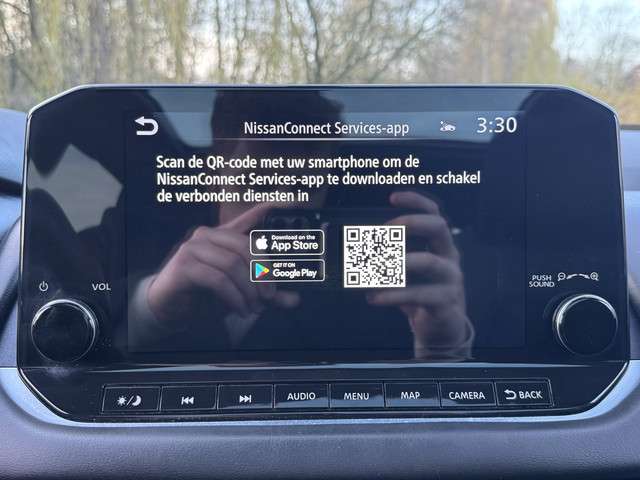 NissanConnect Services-app 3:30
Scan de QR-code met uw smartphone om de
NissanConnect Services-app te downloaden en schakel
de verbonden diensten in
Download on the
App Store
GET IT ON
Google Play
VOL
PUSH
SOUND
AUDIO MENU MAP CAMERA BACK